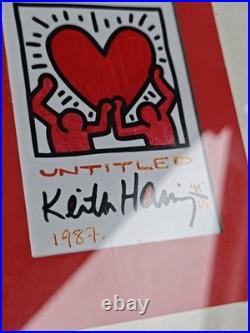 UNTITLED
Keith Haring
1987.